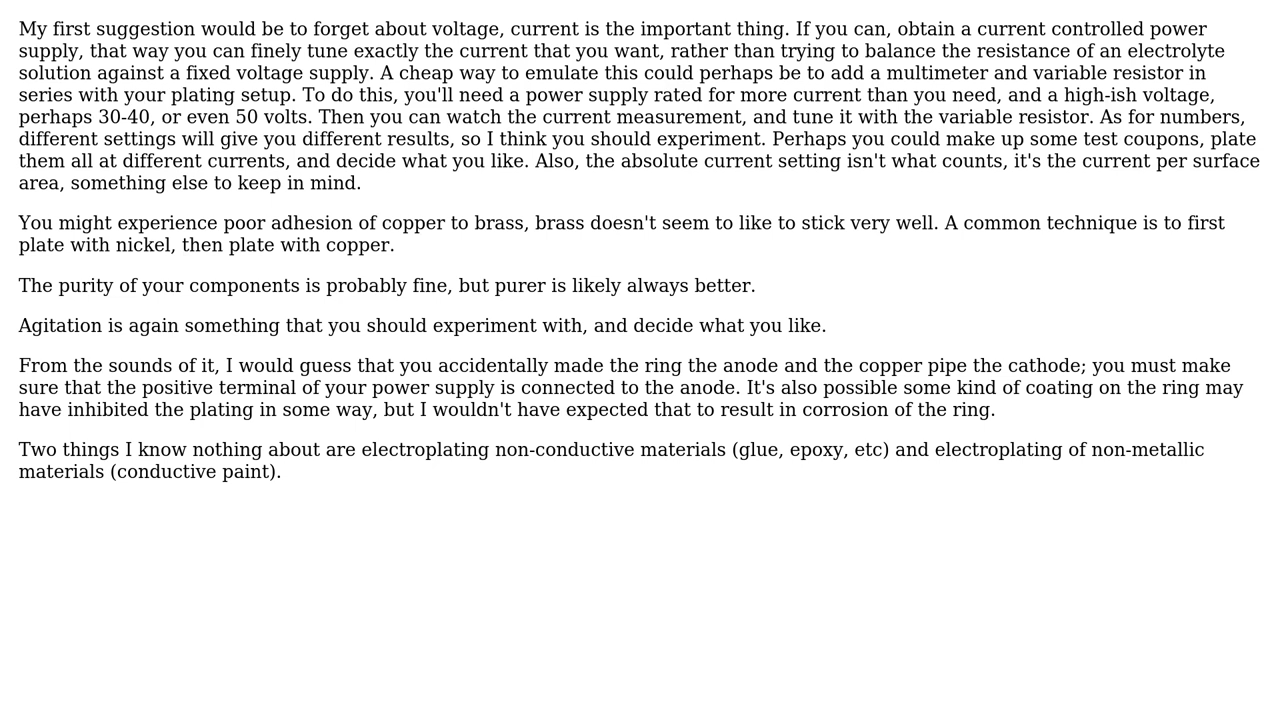 My first suggestion would be to forget about voltage, current is the important thing. If you can, obtain a current controlled power
supply, that way you can finely tune exactly the current that you want, rather than trying to balance the resistance of an electrolyte
solution against a fixed voltage supply. A cheap way to emulate this could perhaps be to add a multimeter and variable resistor in
series with your plating setup. To do this, you'll need a power supply rated for more current than you need, and a high-ish voltage,
perhaps 30-40, or even 50 volts. Then you can watch the current measurement, and tune it with the variable resistor. As for numbers,
different settings will give you different results, so I think you should experiment. Perhaps you could make up some test coupons, plate
them all at different currents, and decide what you like. Also, the absolute current setting isn't what counts, it's the current per surface
area, something else to keep in mind.
You might experience poor adhesion of copper to brass, brass doesn't seem to like to stick very well. A common technique is to first
plate with nickel, then plate with copper.
The purity of your components is probably fine, but purer is likely always better.
Agitation is again something that you should experiment with, and decide what you like.
From the sounds of it, I would guess that you accidentally made the ring the anode and the copper pipe the cathode; you must make
sure that the positive terminal of your power supply is connected to the anode. It's also possible some kind of coating on the ring may
have inhibited the plating in some way, but I wouldn't have expected that to result in corrosion of the ring.
Two things I know nothing about are electroplating non-conductive materials (glue, epoxy, etc) and electroplating of non-metallic
materials (conductive paint).